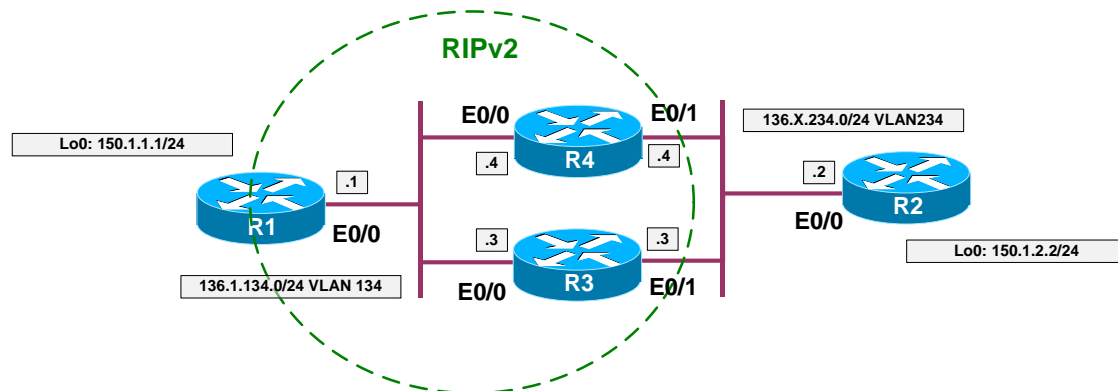 RIPv2
E0/0
E0/1
136.X.234.0/24 VLAN234
Lo0: 150.1.1.1/24
R4
.4
.4
.1
.2
R1
R2
E0/0
.3
.3
E0/0
R3
Lo0: 150.1.2.2/24
136.1.134.0/24 VLAN 134
E0/0
E0/1